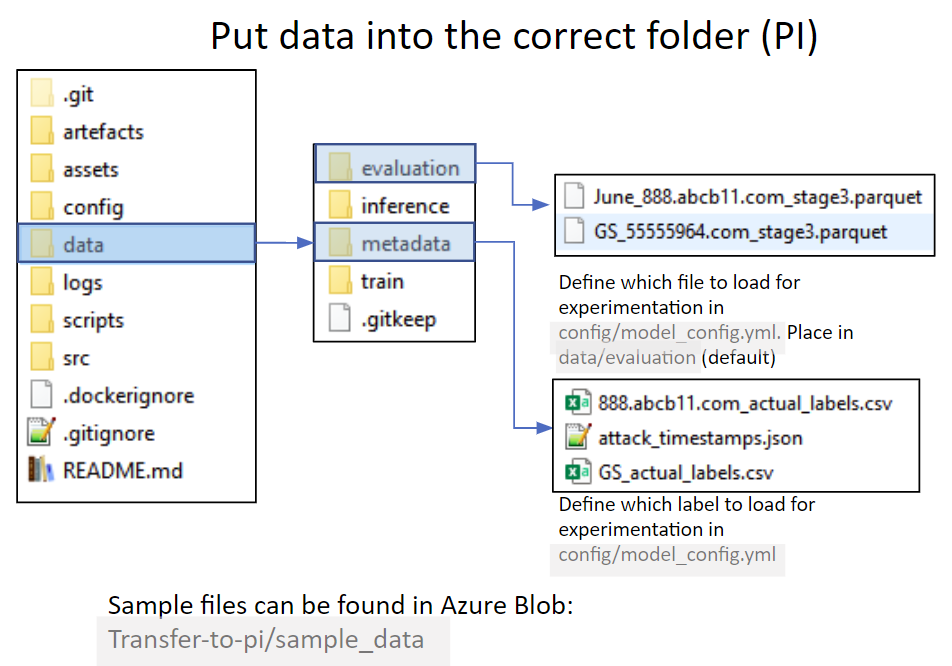 Put data into the correct folder (PI)
.git
artefacts
assets
config
data
logs
scripts
src
.dockerignore
.gitignore
README.md
evaluation
inference
metadata
train
.gitkeep
June_888.abcb11.com_stage3.parquet
GS_55555964.com_stage3.parquet
Define which file to load for
experimentation in
config/model_config.yml. Place in
data/evaluation (default)
888.abcb11.com_actual_labels.csv
attack_timestamps.json
GS_actual_labels.csv
Define which label to load for
experimentation in
config/model_config.yml
Sample files can be found in Azure Blob:
Transfer-to-pi/sample_data